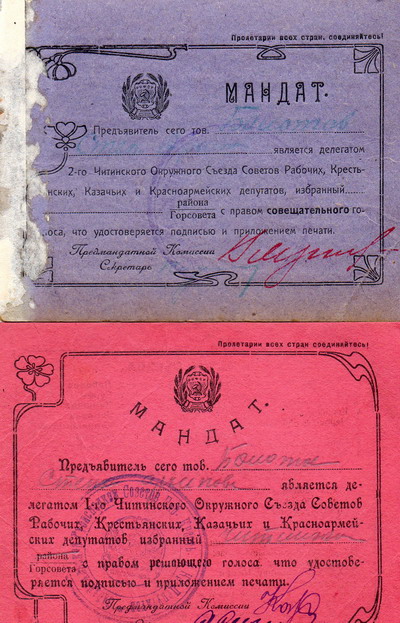 Пролетарии всех стран, соединяйтесь!
МАНДАТ.
Предъявитель сего тов.
является делегатом
2-го Читинского Окружного Съезда Советов Рабочих, Кресть-
янских, Казачьих и Красноармейских депутатов, избранный
района
Горсовета с правом совещательного го-
лоса, что удостоверяется подписью и приложением печати.
Предмандатной Комиссии
Секретарь
Пролетарии всех стран соединяйтесь!
МАНДАТ.
Предъявитель сего тов.
является де-
легатом 1-го Читинского Окружного Съезда Советов
Рабочих, Крестьянских, Казачьих и Красноармей-
ских депутатов избранный
района
Горсовета с правом решающего голоса. что удостове-
ряется подписью и приложением печати.
Предмандатной Комиссии